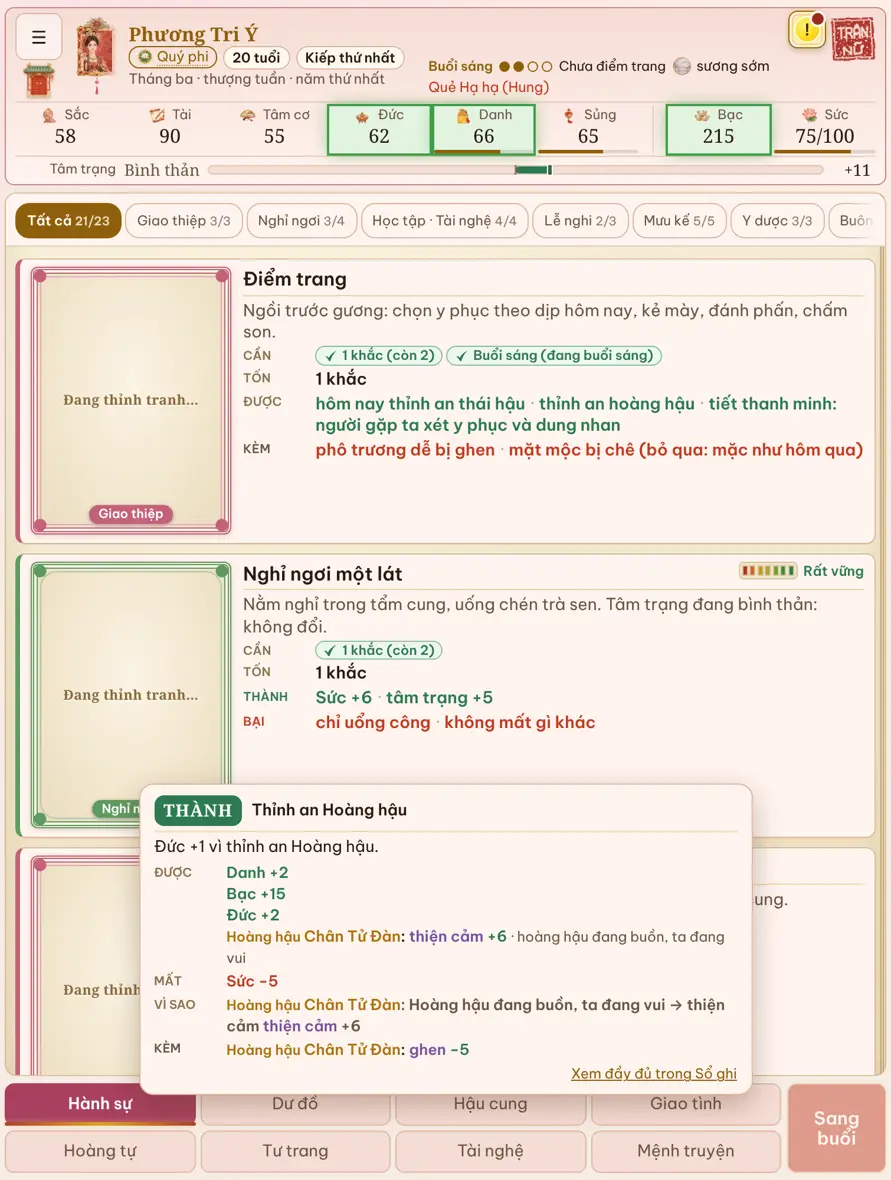 Phương Tri Ý
Quý phi
20 tuổi
Kiếp thứ nhất
Tháng ba · thượng tuần · năm thứ nhất
Buổi sáng
Chưa điểm trang
sương sớm
Quẻ Hạ hạ (Hung)
!
TRÂN NỮ
Sắc
58
Tài
90
Tâm cơ
55
Đức
62
Danh
66
Sủng
65
Bạc
215
Sức
75/100
Tâm trạng Bình thản
+11
Tất cả 21/23
Giao thiệp 3/3
Nghỉ ngơi 3/4
Học tập · Tài nghệ 4/4
Lễ nghi 2/3
Mưu kế 5/5
Y dược 3/3
Buôn
Đang thỉnh tranh...
Giao thiệp
Điểm trang
Ngồi trước gương: chọn y phục theo dịp hôm nay, kẻ mày, đánh phấn, chấm
son.
CẦN ✓ 1 khắc (còn 2) ✓ Buổi sáng (đang buổi sáng)
TỐN 1 khắc
ĐƯỢC hôm nay thỉnh an thái hậu · thỉnh an hoàng hậu · tiết thanh minh:
người gặp ta xét y phục và dung nhan
KÈM phô trương dễ bị ghen · mặt mộc bị chê (bỏ qua: mặc như hôm qua)
Đang thỉnh tranh...
Nghỉ n
Nghỉ ngơi một lát
Rất vững
Nằm nghỉ trong tẩm cung, uống chén trà sen. Tâm trạng đang bình thản:
không đổi.
CẦN ✓ 1 khắc (còn 2)
TỐN 1 khắc
THÀNH Sức +6 · tâm trạng +5
BẠI chỉ uổng công · không mất gì khác
Đang thỉnh
ung.
THÀNH Thỉnh an Hoàng hậu
Đức +1 vì thỉnh an Hoàng hậu.
ĐƯỢC Danh +2
Bạc +15
Đức +2
Hoàng hậu Chân Tử Đàn: thiện cảm +6 · hoàng hậu đang buồn, ta đang
vui
MẤT Sức -5
VÌ SAO Hoàng hậu Chân Tử Đàn: Hoàng hậu đang buồn, ta đang vui → thiện
cảm thiện cảm +6
KÈM Hoàng hậu Chân Tử Đàn: ghen -5
Xem đầy đủ trong Sổ ghi
Hành sự
Dư đồ
Hậu cung
Giao tình
Sang
buổi
Hoàng tự
Tư trang
Tài nghệ
Mệnh truyện